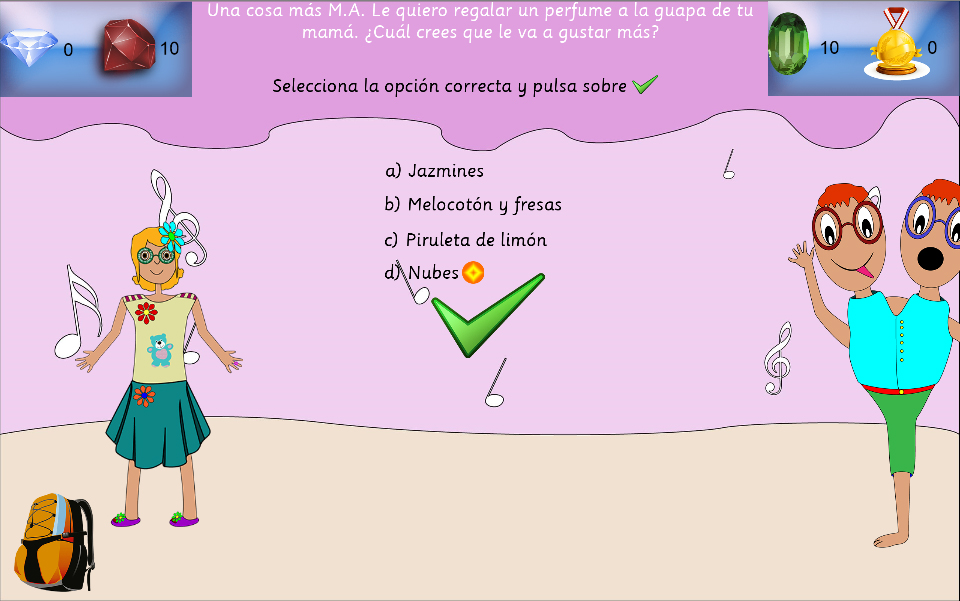 Una cosa más M.A. Le quiero regalar un perfume a la guapa de tu
mamá. ¿Cuál crees que le va a gustar más?
0
10
10
0
Selecciona la opción correcta y pulsa sobre
a) Jazmines
b) Melocotón y fresas
c) Piruleta de limón
d) Nubes